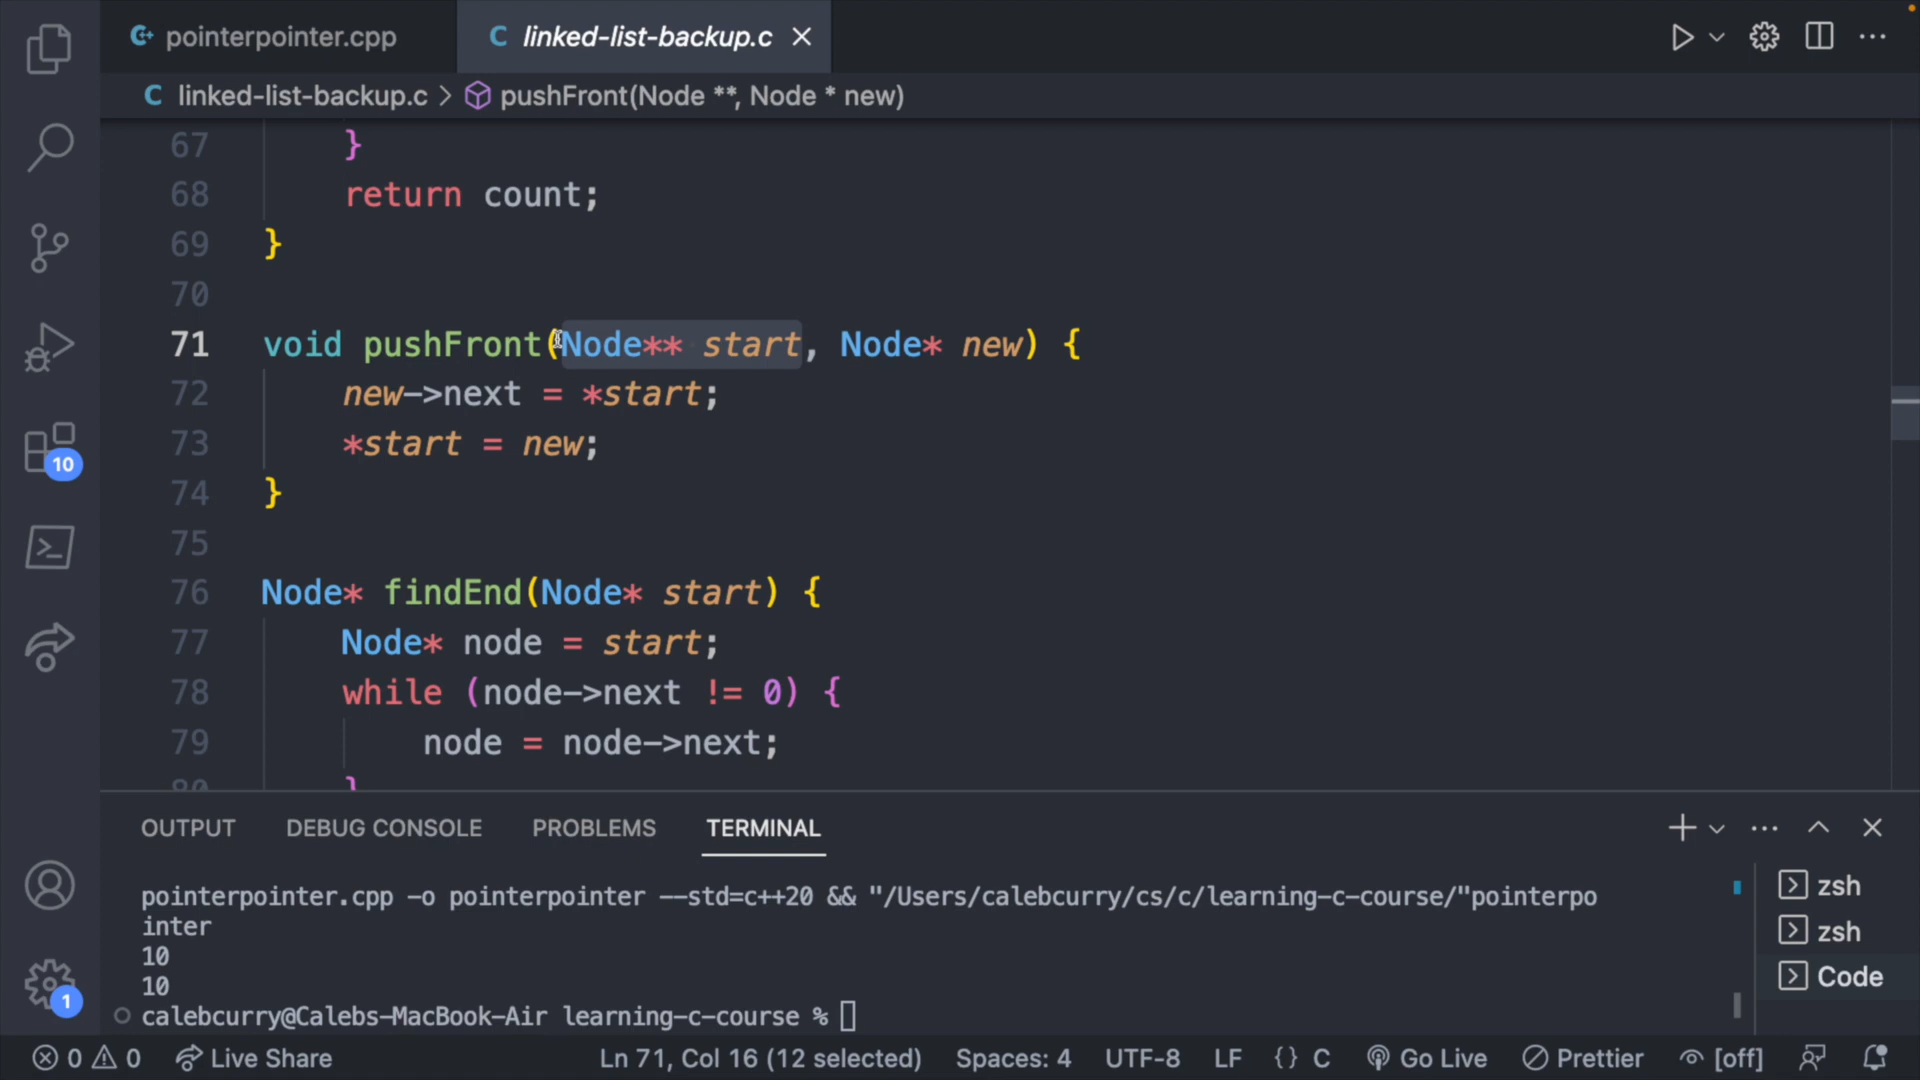 pointerpointer.cpp
C linked-list-backup.c
C linked-list-backup.c > pushFront(Node **, Node * new)
67 }
68 return count;
69 }
70
71 void pushFront(Node** start, Node* new) {
72 new->next = *start;
73 *start = new;
74 }
75
76 Node* findEnd(Node* start) {
77 Node* node = start;
78 while (node->next != 0) {
79 node = node->next;
80 }
10
1
OUTPUT DEBUG CONSOLE PROBLEMS TERMINAL
pointerpointer.cpp -o pointerpointer --std=c++20 && "/Users/calebcurry/cs/c/learning-c-course/"pointerpo
inter
10
10
calebcurry@Calebs-MacBook-Air learning-c-course %
zsh
zsh
Code
0 0 Live Share Ln 71, Col 16 (12 selected) Spaces: 4 UTF-8 LF {} C Go Live Prettier [off]